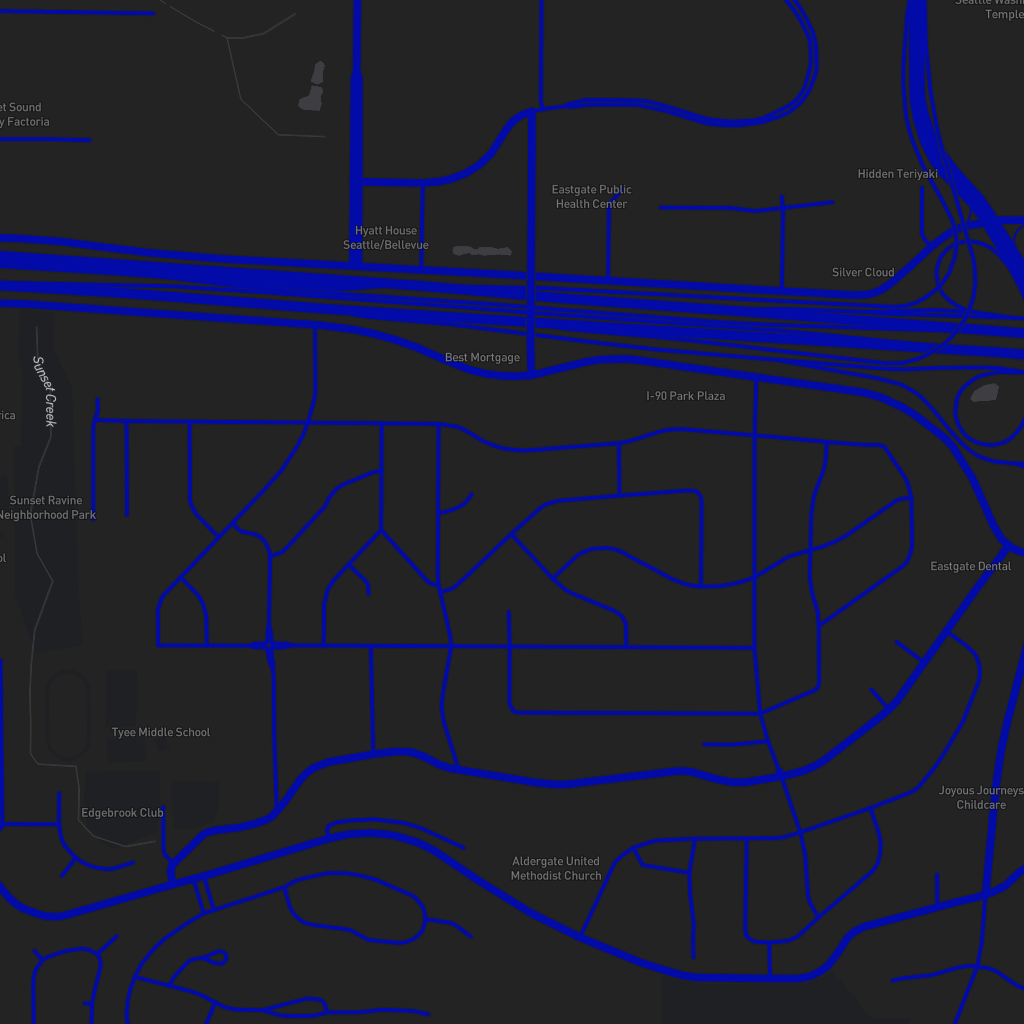 Seattle Wash
Temple
et Sound
y Factoria
Hidden Teriyaki
Eastgate Public
Health Center
Hyatt House
Seattle/Bellevue
Silver Cloud
Best Mortgage
Sunset Creek
I-90 Park Plaza
rica
Sunset Ravine
Neighborhood Park
ol
Eastgate Dental
Tyee Middle School
Joyous Journeys
Childcare
Edgebrook Club
Aldergate United
Methodist Church